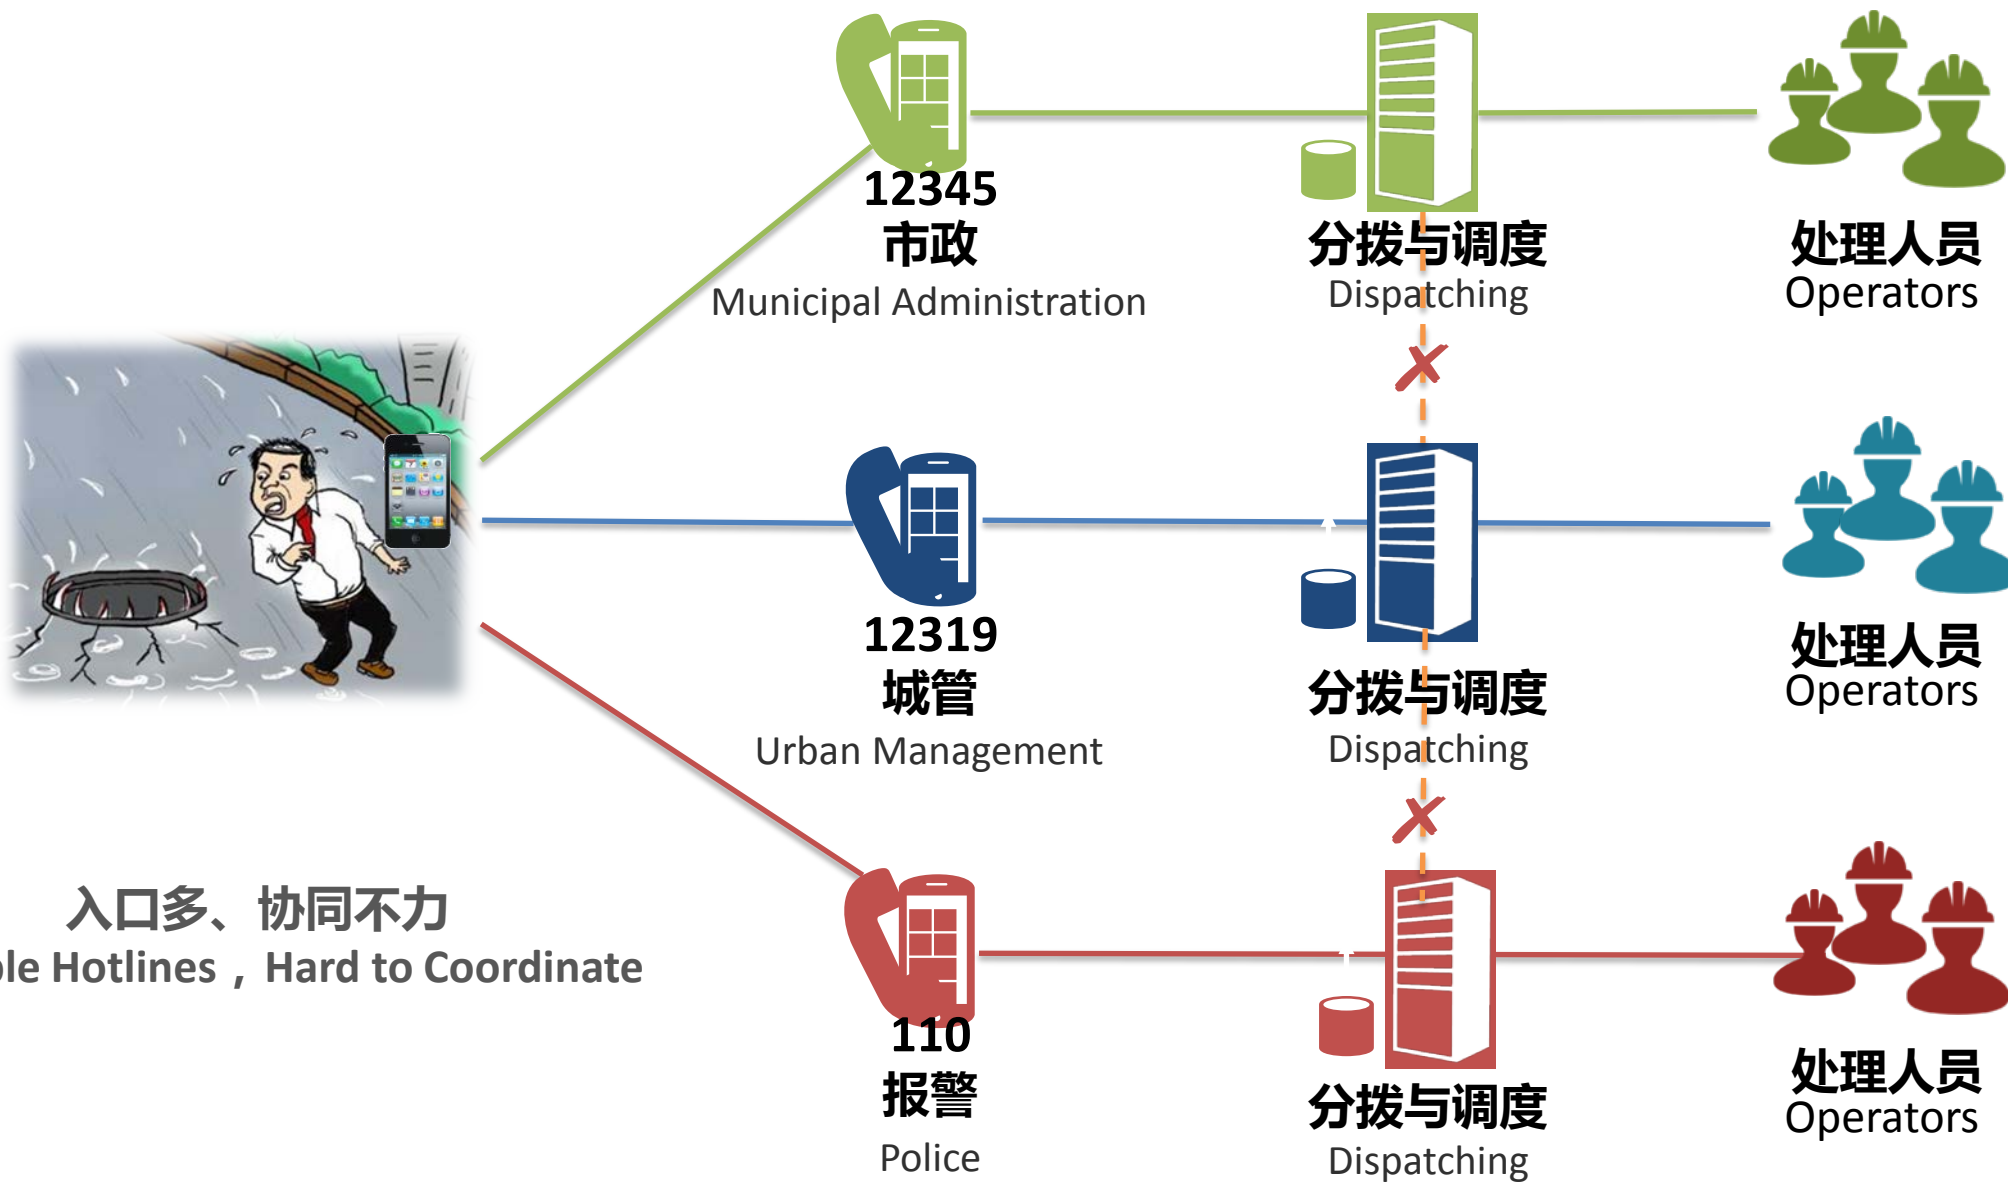 12345
市政
Municipal Administration
分拨与调度
Dispatching
处理人员
Operators
12319
城管
Urban Management
分拨与调度
Dispatching
处理人员
Operators
入口多、协同不力
Hotlines，Hard to Coordinate
110
报警
Police
分拨与调度
Dispatching
处理人员
Operators